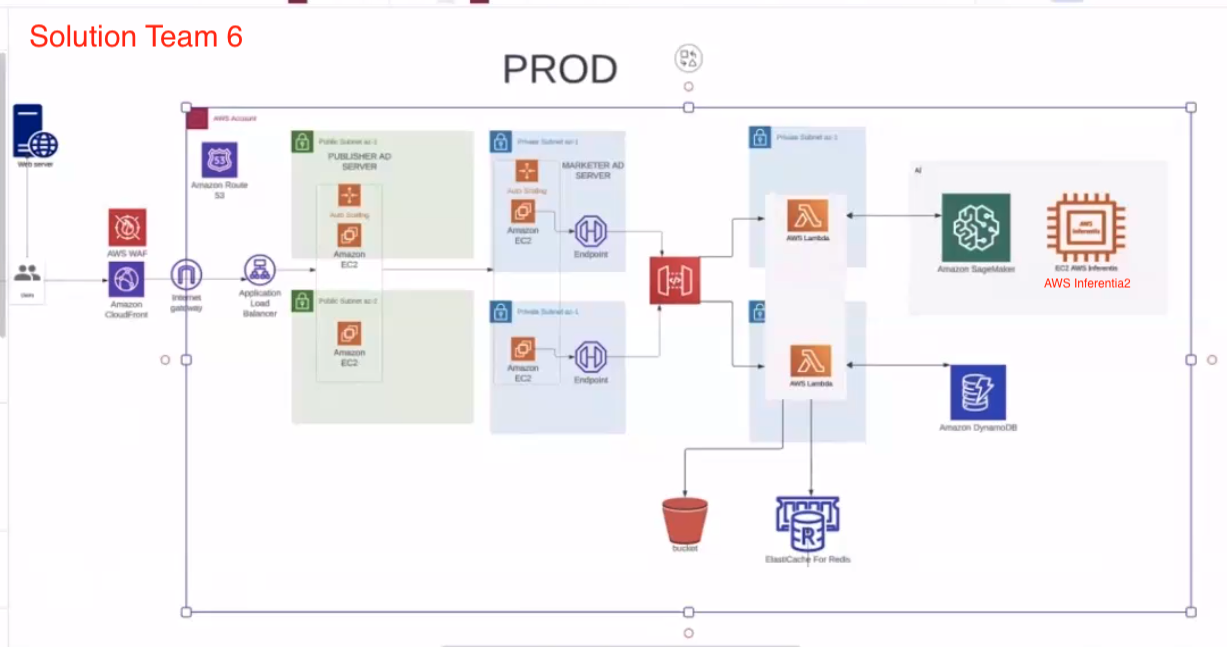 Solution Team 6
PROD
AWS Account
Web server
53
Amazon Route
53
AWS WAF
Users
Amazon
CloudFront
Internet
gateway
Application
Load
Balancer
Public Subnet az-1
PUBLISHER AD
SERVER
Auto Scaling
Amazon
EC2
Public Subnet az-2
Amazon
EC2
Private Subnet az-1
MARKETER AD
SERVER
Auto Scaling
Amazon
EC2
Endpoint
Private Subnet az-1
Amazon
EC2
Endpoint
Private Subnet az-1
AWS Lambda
AWS Lambda
AI
Amazon SageMaker
AWS
Inferentia
EC2 AWS Inferentia
AWS Inferentia2
Amazon DynamoDB
bucket
R
ElastiCache For Redis